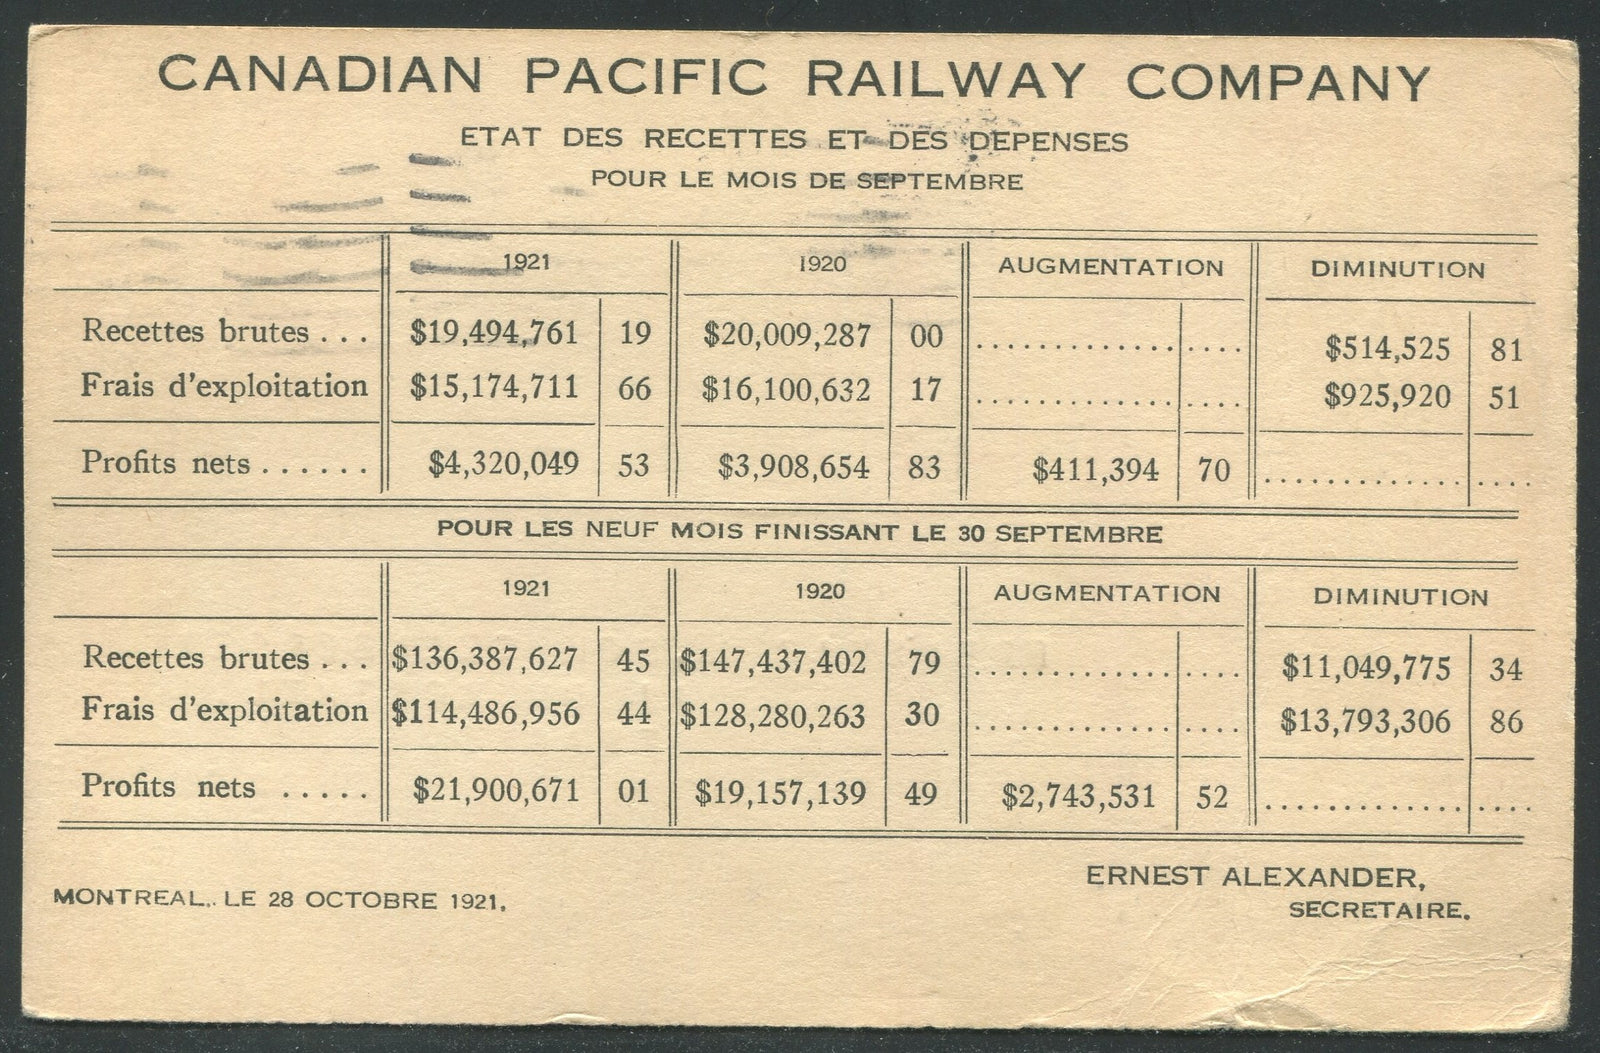 CANADIAN PACIFIC RAILWAY COMPANY
ETAT DES RECETTES ET DES DEPENSES
POUR LE MOIS DE SEPTEMBRE
1921 1920 AUGMENTATION DIMINUTION
Recettes brutes . . . $19,494,761 19 $20,009,287 00 ................. $514,525 81
Frais d'exploitation $15,174,711 66 $16,100,632 17 ................. $925,920 51
Profits nets . . . . . . $4,320,049 53 $3,908,654 83 $411,394 70 .................
POUR LES NEUF MOIS FINISSANT LE 30 SEPTEMBRE
1921 1920 AUGMENTATION DIMINUTION
Recettes brutes . . . $136,387,627 45 $147,437,402 79 ................. $11,049,775 34
Frais d'exploitation $114,486,956 44 $128,280,263 30 ................. $13,793,306 86
Profits nets . . . . . $21,900,671 01 $19,157,139 49 $2,743,531 52 .................
ERNEST ALEXANDER,
MONTREAL,. LE 28 OCTOBRE 1921. SECRETAIRE.